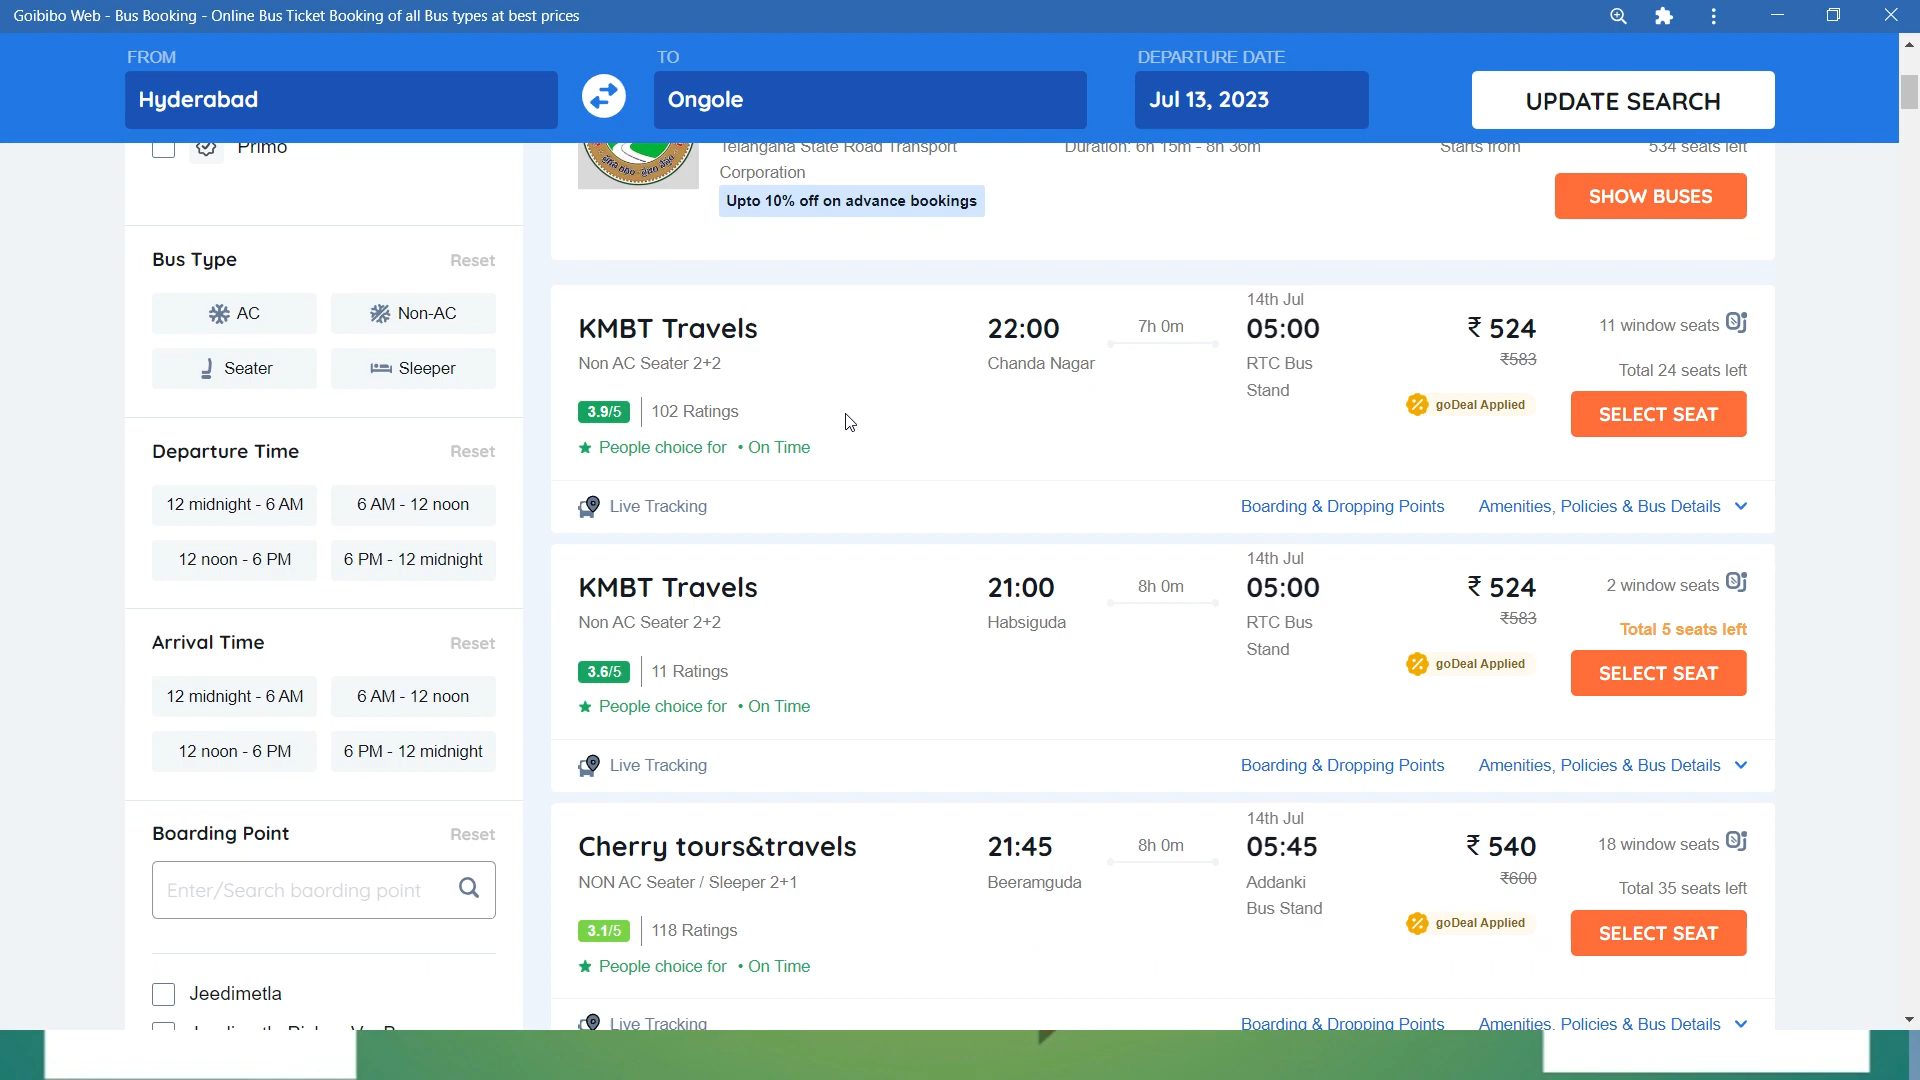 Goibibo Web - Bus Booking - Online Bus Ticket Booking of all Bus types at best prices
FROM
TO
DEPARTURE DATE
Hyderabad
Ongole
Jul 13, 2023
UPDATE SEARCH
Primo
Telangana State Road Transport
Corporation
Duration: 6h 15m - 8h 36m
Starts from
534 seats left
Upto 10% off on advance bookings
SHOW BUSES
Bus Type
Reset
AC
Non-AC
Seater
Sleeper
Departure Time
Reset
12 midnight - 6 AM
6 AM - 12 noon
12 noon - 6 PM
6 PM - 12 midnight
Arrival Time
Reset
12 midnight - 6 AM
6 AM - 12 noon
12 noon - 6 PM
6 PM - 12 midnight
Boarding Point
Reset
Enter/Search baording point
Jeedimetla
KMBT Travels
Non AC Seater 2+2
22:00
Chanda Nagar
7h 0m
14th Jul
05:00
RTC Bus
Stand
₹ 524
₹583
goDeal Applied
11 window seats
Total 24 seats left
SELECT SEAT
3.9/5
102 Ratings
People choice for • On Time
Live Tracking
Boarding & Dropping Points
Amenities, Policies & Bus Details
KMBT Travels
Non AC Seater 2+2
21:00
Habsiguda
8h 0m
14th Jul
05:00
RTC Bus
Stand
₹ 524
₹583
goDeal Applied
2 window seats
Total 5 seats left
SELECT SEAT
3.6/5
11 Ratings
People choice for • On Time
Live Tracking
Boarding & Dropping Points
Amenities, Policies & Bus Details
Cherry tours&travels
NON AC Seater / Sleeper 2+1
21:45
Beeramguda
8h 0m
14th Jul
05:45
Addanki
Bus Stand
₹ 540
₹600
goDeal Applied
18 window seats
Total 35 seats left
SELECT SEAT
3.1/5
118 Ratings
People choice for • On Time
Live Tracking
Boarding & Dropping Points
Amenities, Policies & Bus Details